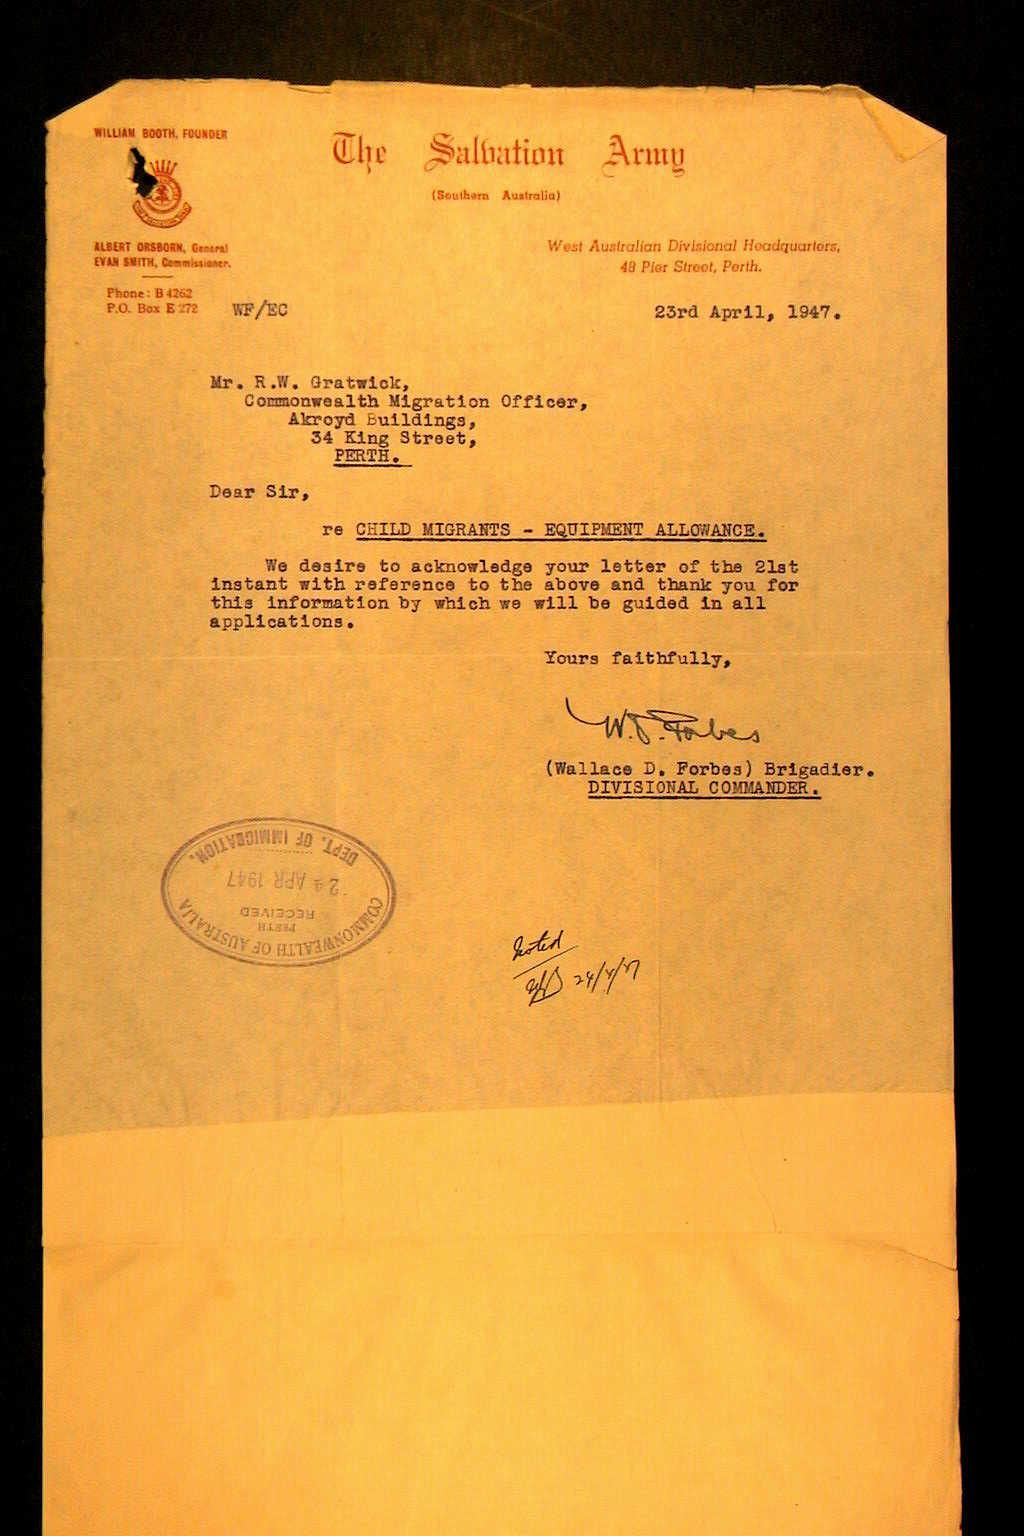 WILLIAM BOOTH, FOUNDER
The Salvation Army
(Southern Australia)
ALBERT ORSBORN, General
EVAN SMITH, Commissioner.
West Australian Divisional Headquarters,
48 Pier Street, Perth.
Phone: B 4262
P.O. Box E 272
WF/EC
23rd April, 1947.
Mr. R.W. Gratwick,
Commonwealth Migration Officer,
Akroyd Buildings,
34 King Street,
PERTH.
Dear Sir,
re CHILD MIGRANTS - EQUIPMENT ALLOWANCE.
We desire to acknowledge your letter of the 21st
instant with reference to the above and thank you for
this information by which we will be guided in all
applications.
Yours faithfully,
W.D. Forbes
(Wallace D. Forbes) Brigadier.
DIVISIONAL COMMANDER.
COMMONWEALTH OF AUSTRALIA
PERTH
RECEIVED
24 APR 1947
DEPT. OF IMMIGRATION.
Noted
24/4/47